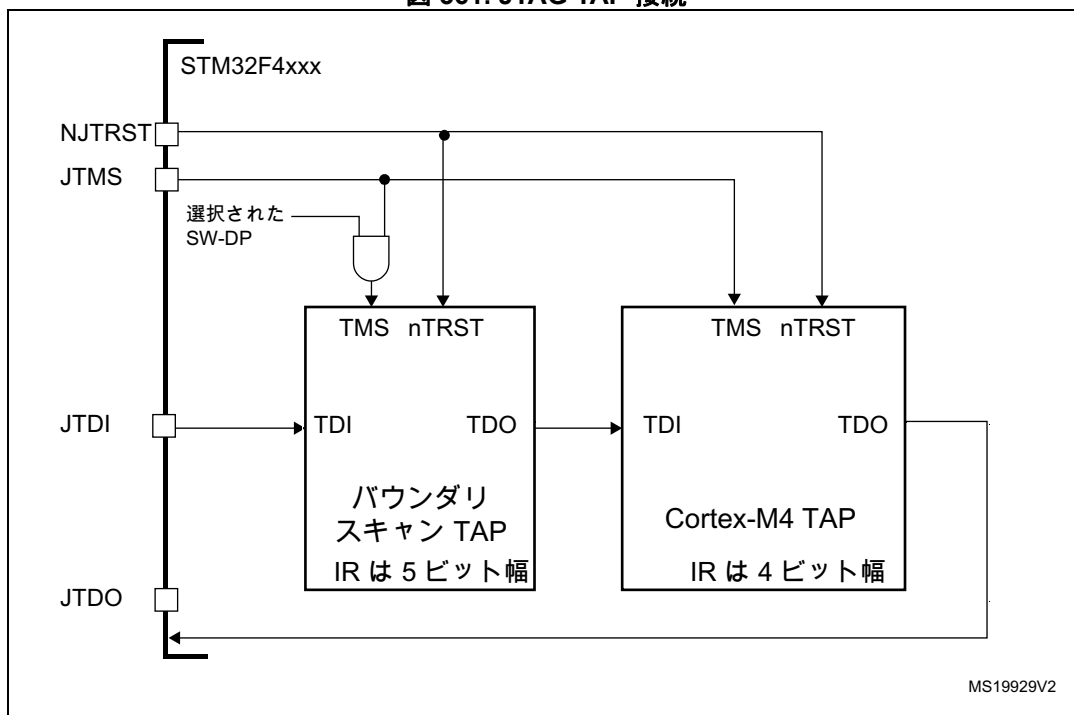 STM32F4xxx
NJTRST
JTMS
選択された
SW-DP
TMS nTRST
TMS nTRST
JTDI
TDI
TDO
TDI
TDO
バウンダリ
スキャン TAP
IR は 5 ビット幅
Cortex-M4 TAP
IR は 4 ビット幅
JTDO
MS19929V2